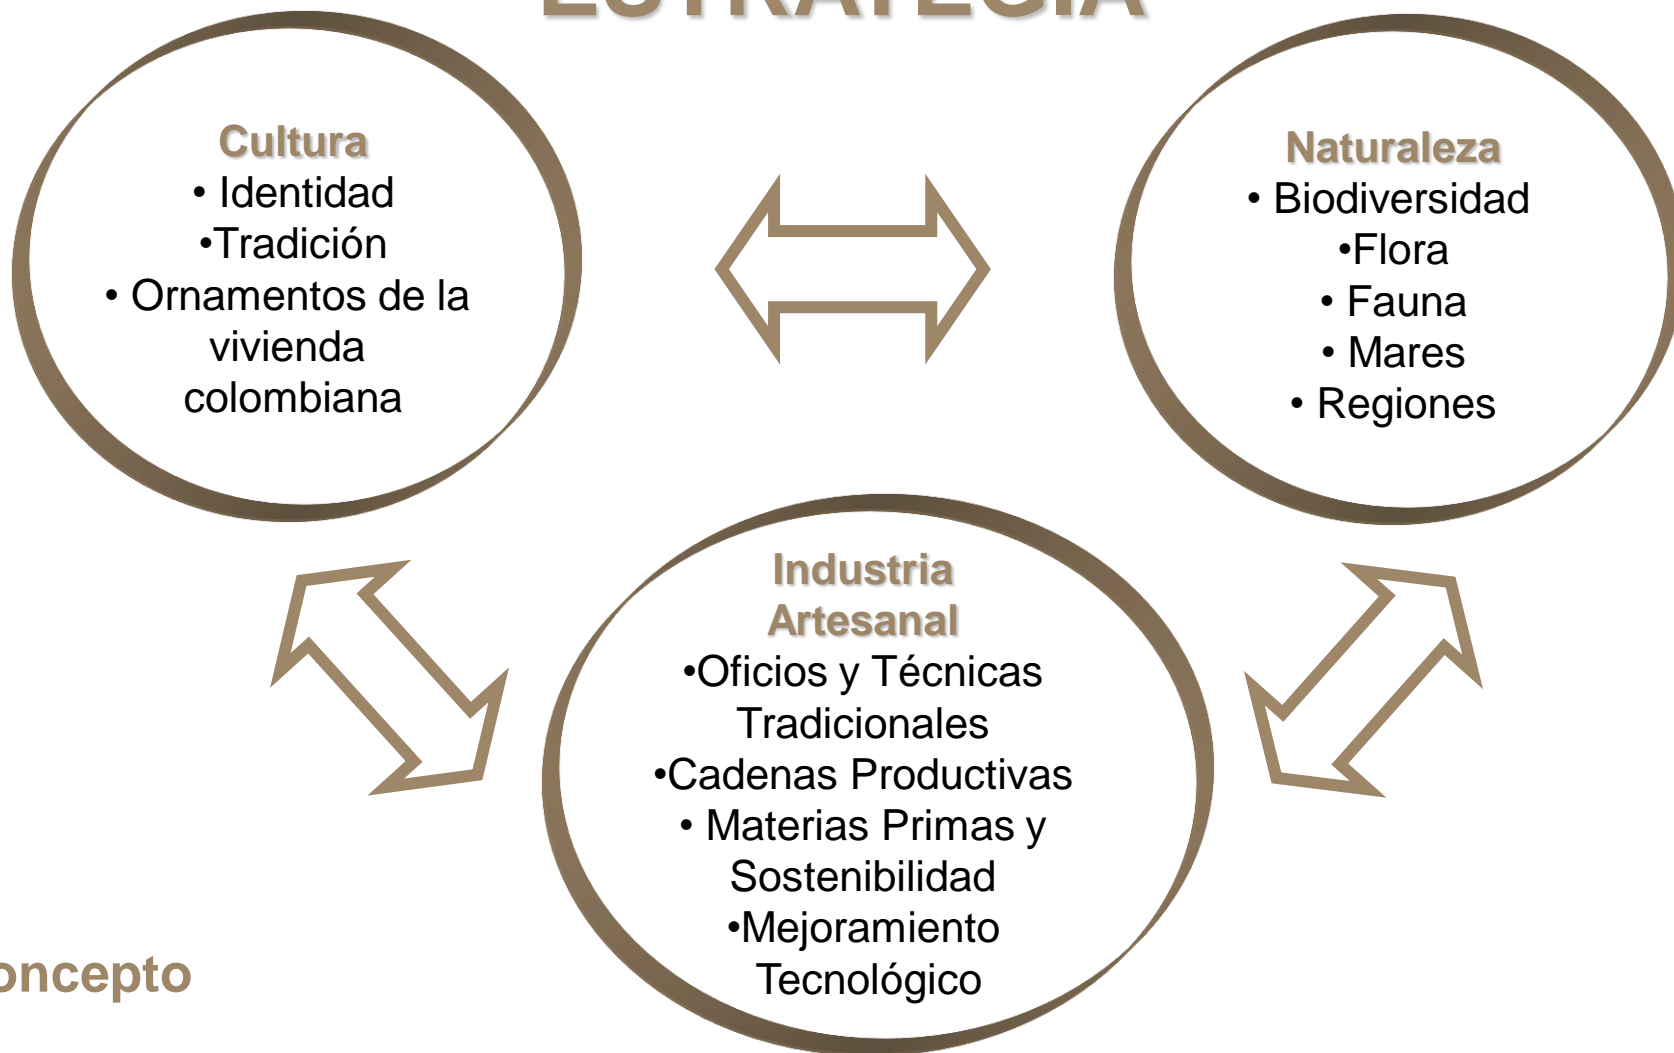 ESTRATEGIA
Cultura
• Identidad
•Tradición
• Ornamentos de la
vivienda
colombiana
Naturaleza
• Biodiversidad
•Flora
• Fauna
• Mares
• Regiones
Industria
Artesanal
•Oficios y Técnicas
Tradicionales
•Cadenas Productivas
• Materias Primas y
Sostenibilidad
•Mejoramiento
Tecnológico
oncepto